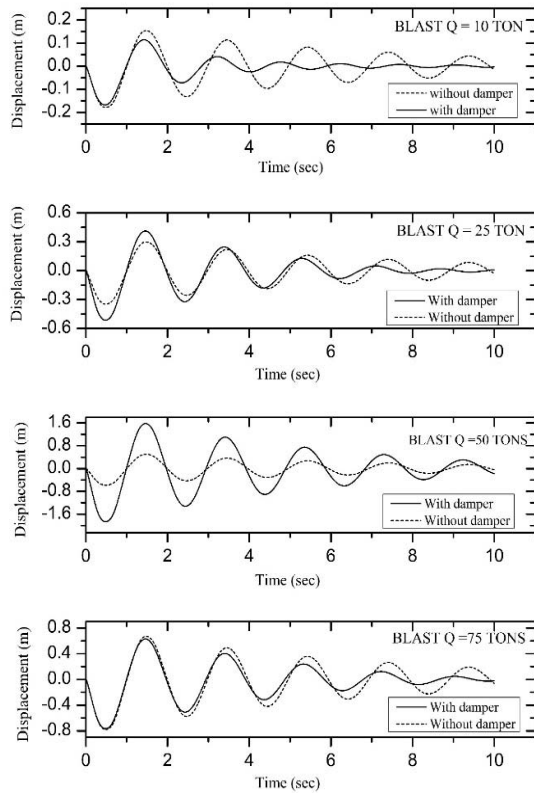 BLAST Q = 10 TON
Displacement (m)
0.2
0.1
0.0
-0.1
-0.2
without damper
with damper
0 2 4 6 8 10
Time (sec)
BLAST Q = 25 TON
Displacement (m)
0.6
0.3
0.0
-0.3
-0.6
With damper
Without damper
0 2 4 6 8 10
Time (sec)
BLAST Q =50 TONS
Displacement (m)
1.6
0.8
0.0
-0.8
-1.6
With damper
Without damper
0 2 4 6 8 10
Time (sec)
BLAST Q =75 TONS
Displacement (m)
0.8
0.4
0.0
-0.4
-0.8
With damper
Without damper
0 2 4 6 8 10
Time (sec)